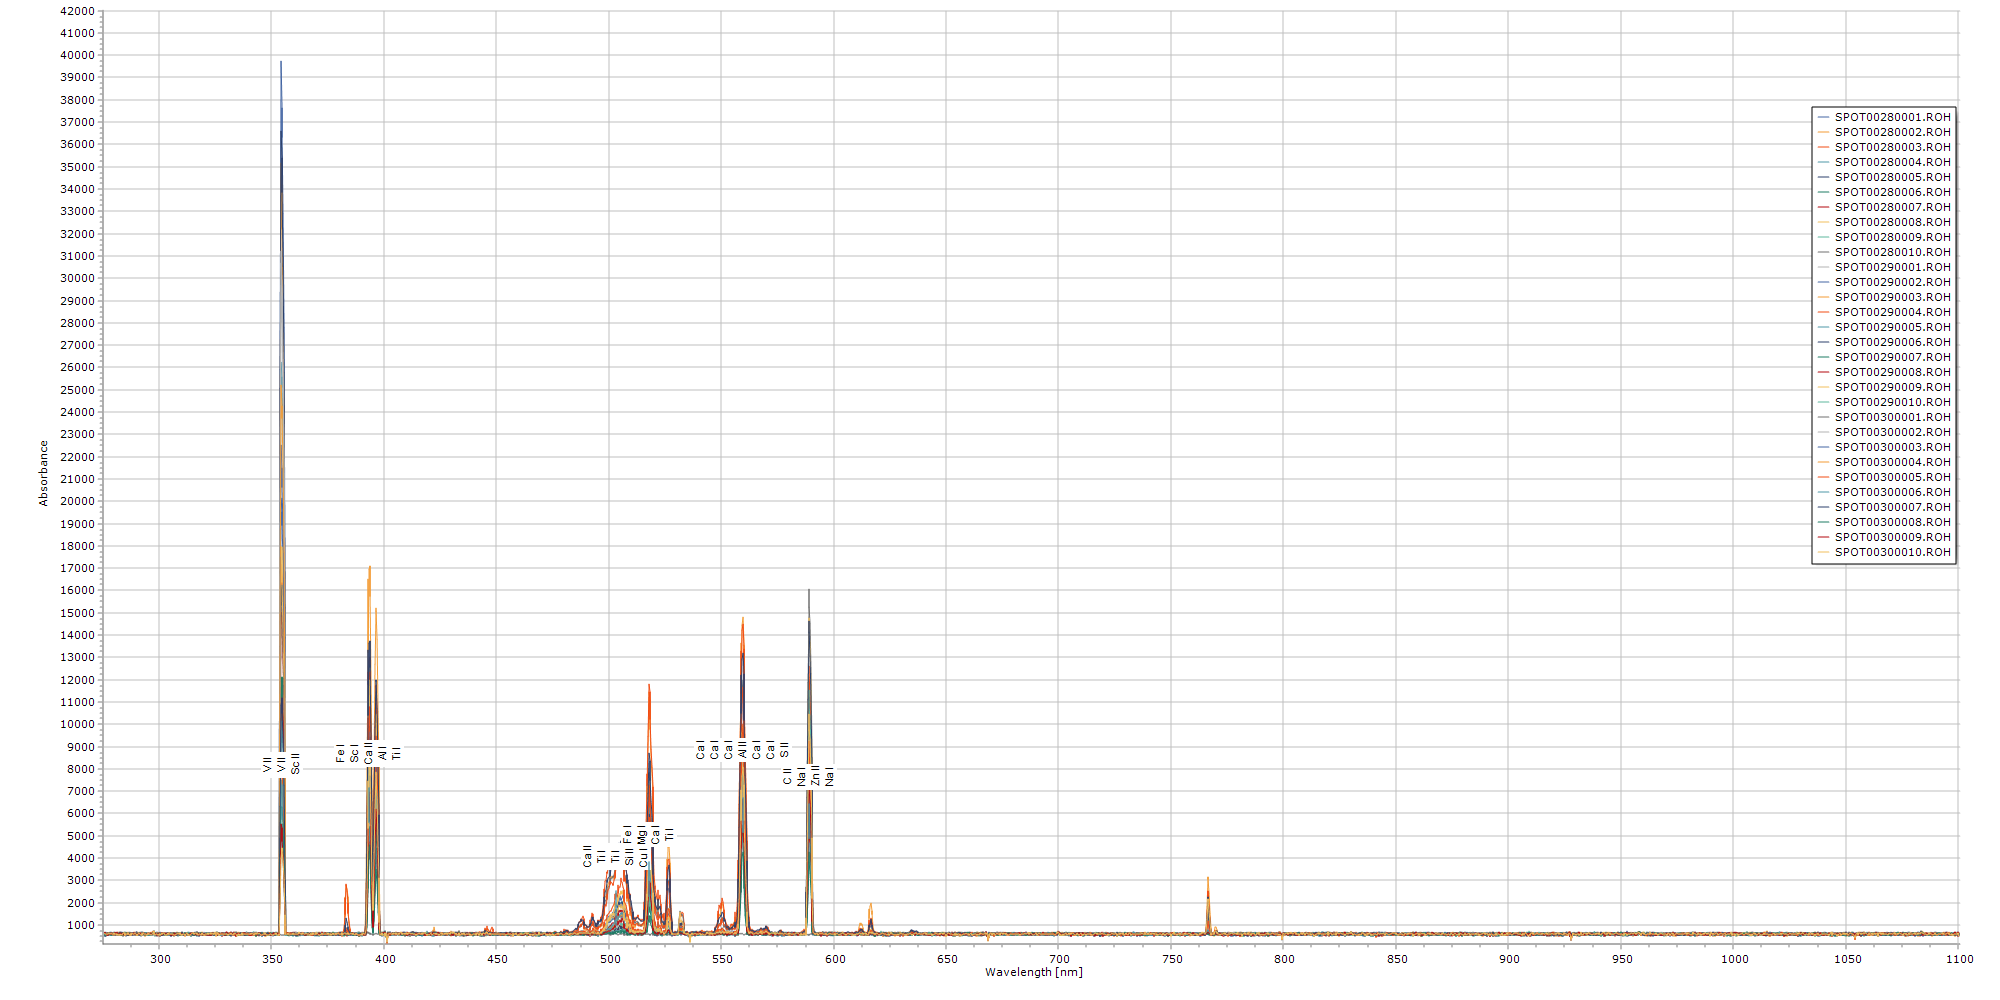 42000
41000
40000
39000
38000
37000
36000
35000
34000
33000
32000
31000
30000
29000
28000
27000
26000
25000
24000
23000
22000
21000
20000
19000
18000
17000
16000
15000
14000
13000
12000
11000
10000
9000
8000
7000
6000
5000
4000
3000
2000
1000
Absorbance
V II
V II
Sc II
Fe I
Sc I
Ca II
Al I
Ti I
Ca II
Ti I
Ti I
Si II
Fe I
Cu I
Mg I
Ca I
Ti I
Ca I
Ca I
Ca I
Al II
Ca I
Ca I
S II
C II
Na I
Zn II
Na I
SPOT00280001.ROH
SPOT00280002.ROH
SPOT00280003.ROH
SPOT00280004.ROH
SPOT00280005.ROH
SPOT00280006.ROH
SPOT00280007.ROH
SPOT00280008.ROH
SPOT00280009.ROH
SPOT00280010.ROH
SPOT00290001.ROH
SPOT00290002.ROH
SPOT00290003.ROH
SPOT00290004.ROH
SPOT00290005.ROH
SPOT00290006.ROH
SPOT00290007.ROH
SPOT00290008.ROH
SPOT00290009.ROH
SPOT00290010.ROH
SPOT00300001.ROH
SPOT00300002.ROH
SPOT00300003.ROH
SPOT00300004.ROH
SPOT00300005.ROH
SPOT00300006.ROH
SPOT00300007.ROH
SPOT00300008.ROH
SPOT00300009.ROH
SPOT00300010.ROH
300 350 400 450 500 550 600 650 700 750 800 850 900 950 1000 1050 1100
Wavelength [nm]